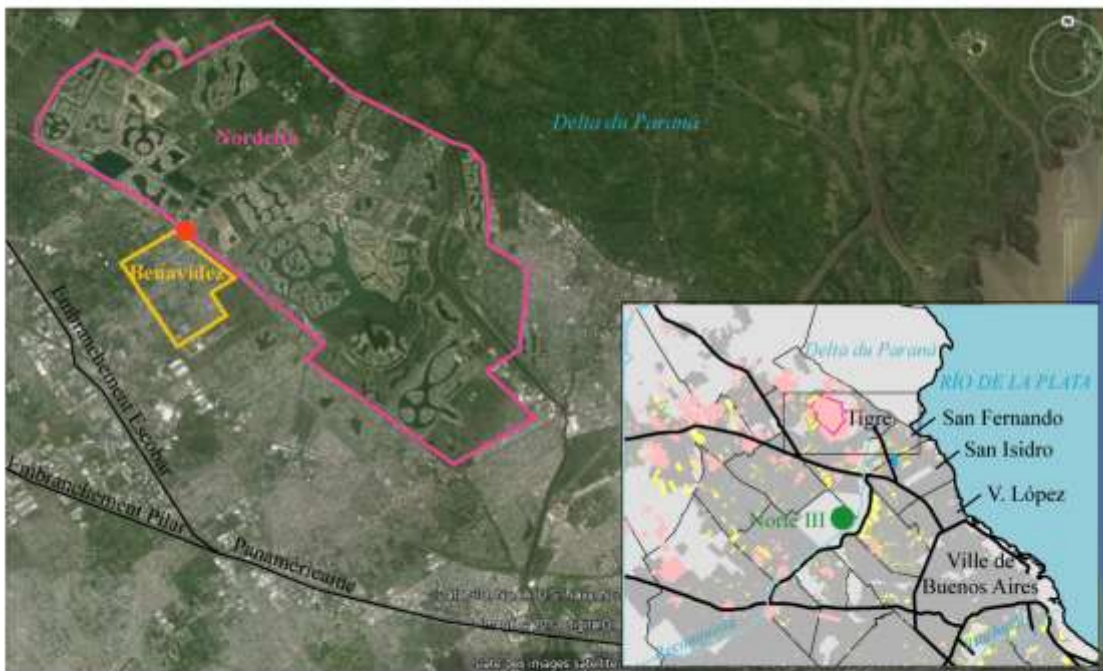 Nordelta
Delta du Paraná
Benavidez
Embranchement Escobar
Embranchement Pilar
Panaméricaine
Delta du Paraná
RÍO DE LA PLATA
Tigre
San Fernando
San Isidro
V. López
Norte III
Ville de
Buenos Aires